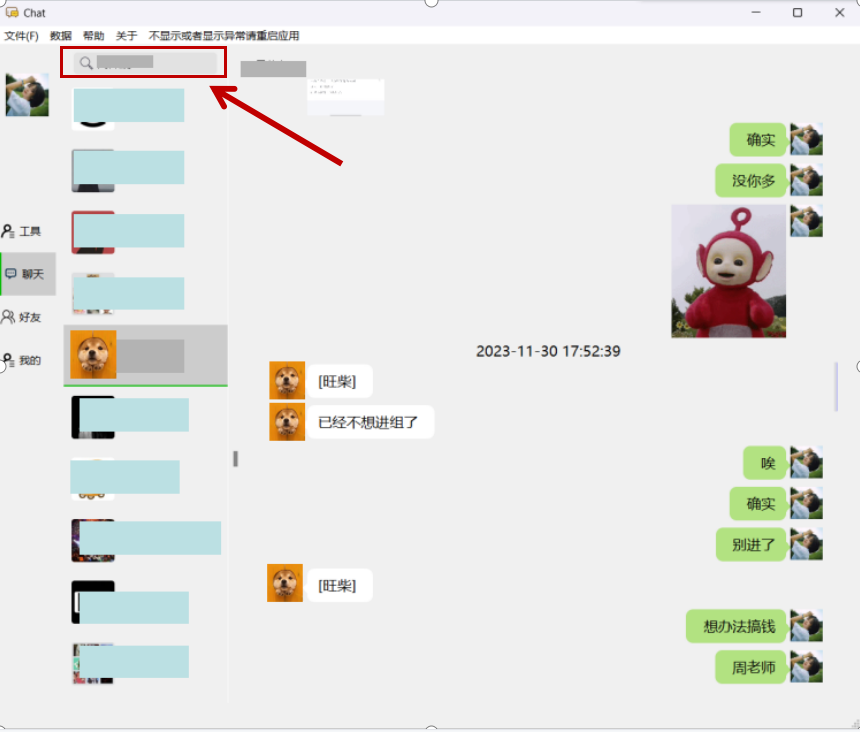 Chat
文件(F) 数据 帮助 关于 不显示或者显示异常请重启应用
确实
没你多
工具
聊天
好友
我的
2023-11-30 17:52:39
[旺柴]
已经不想进组了
唉
确实
别进了
[旺柴]
想办法搞钱
周老师